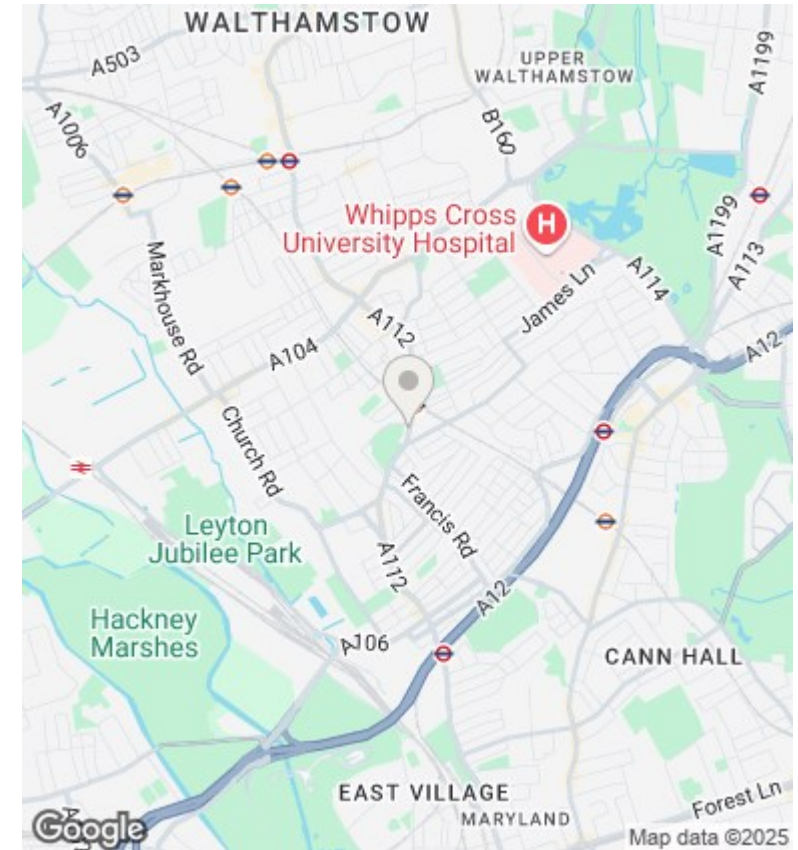 WALTHAMSTOW
A503
UPPER
WALTHAMSTOW
A1199
A1006
B160
Whipps Cross
University Hospital
H
A1199
A113
A114
James Ln
Markhouse Rd
A112
A104
A12
Church Rd
Francis Rd
Leyton
Jubilee Park
A112
A12
Hackney
Marshes
A106
CANN HALL
EAST VILLAGE
MARYLAND
Forest Ln
Google
Map data ©2025